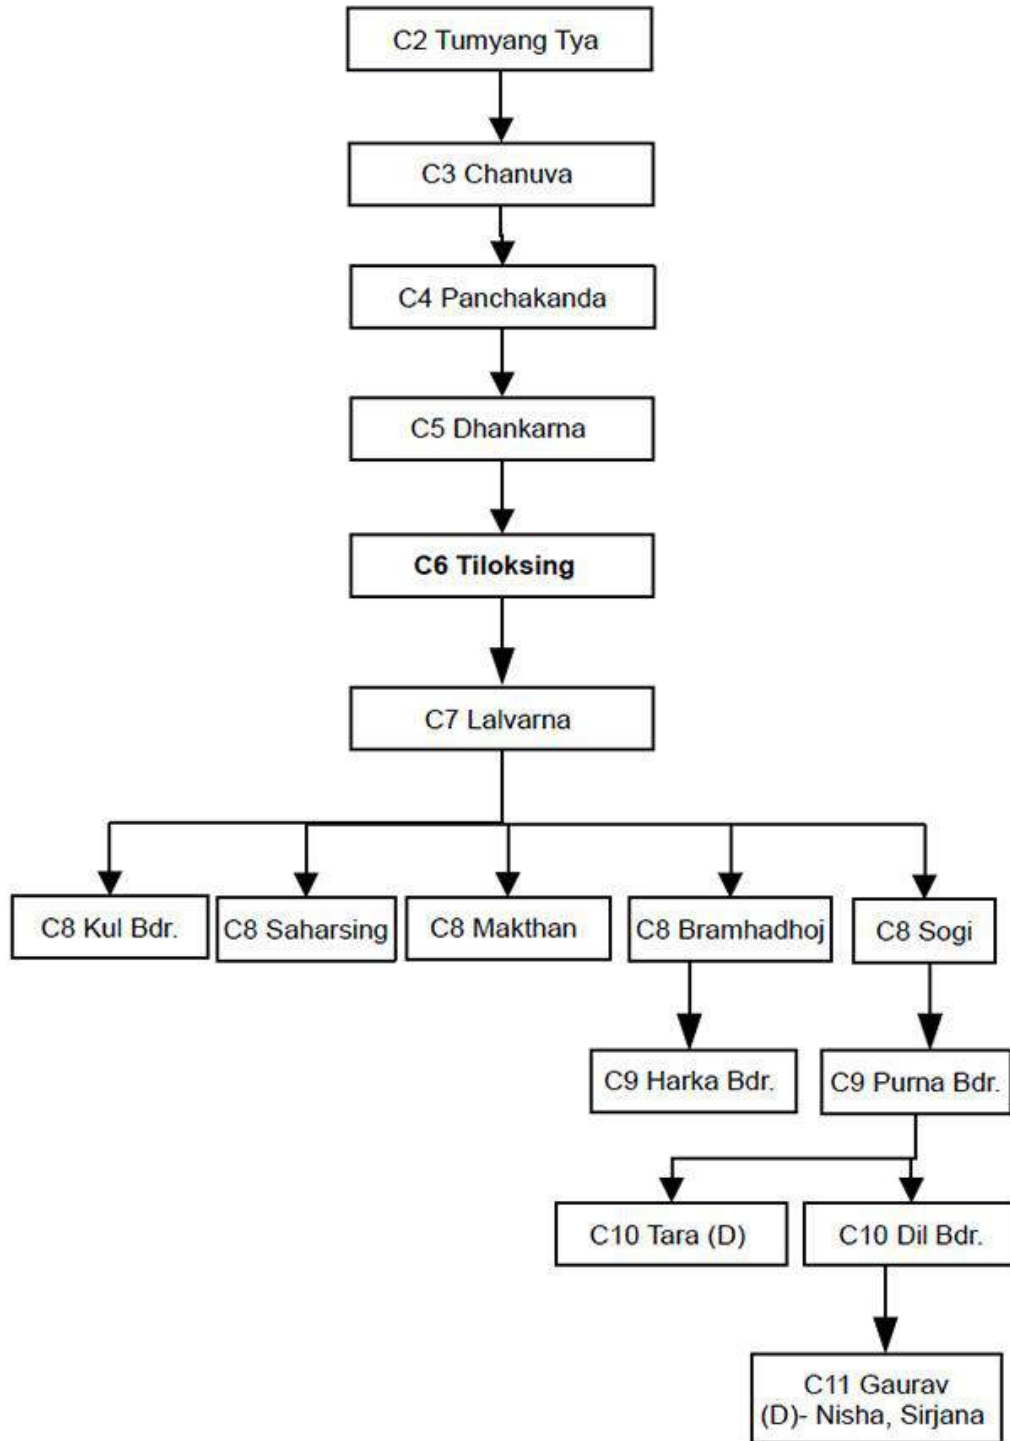 C2 Tumyang Tya
C3 Chanuva
C4 Panchakanda
C5 Dhankarna
C6 Tiloksing
C7 Lalvarna
C8 Kul Bdr.
C8 Saharsing
C8 Makthan
C8 Bramhadhoj
C8 Sogi
C9 Harka Bdr.
C9 Purna Bdr.
C10 Tara (D)
C10 Dil Bdr.
C11 Gaurav
(D)- Nisha, Sirjana